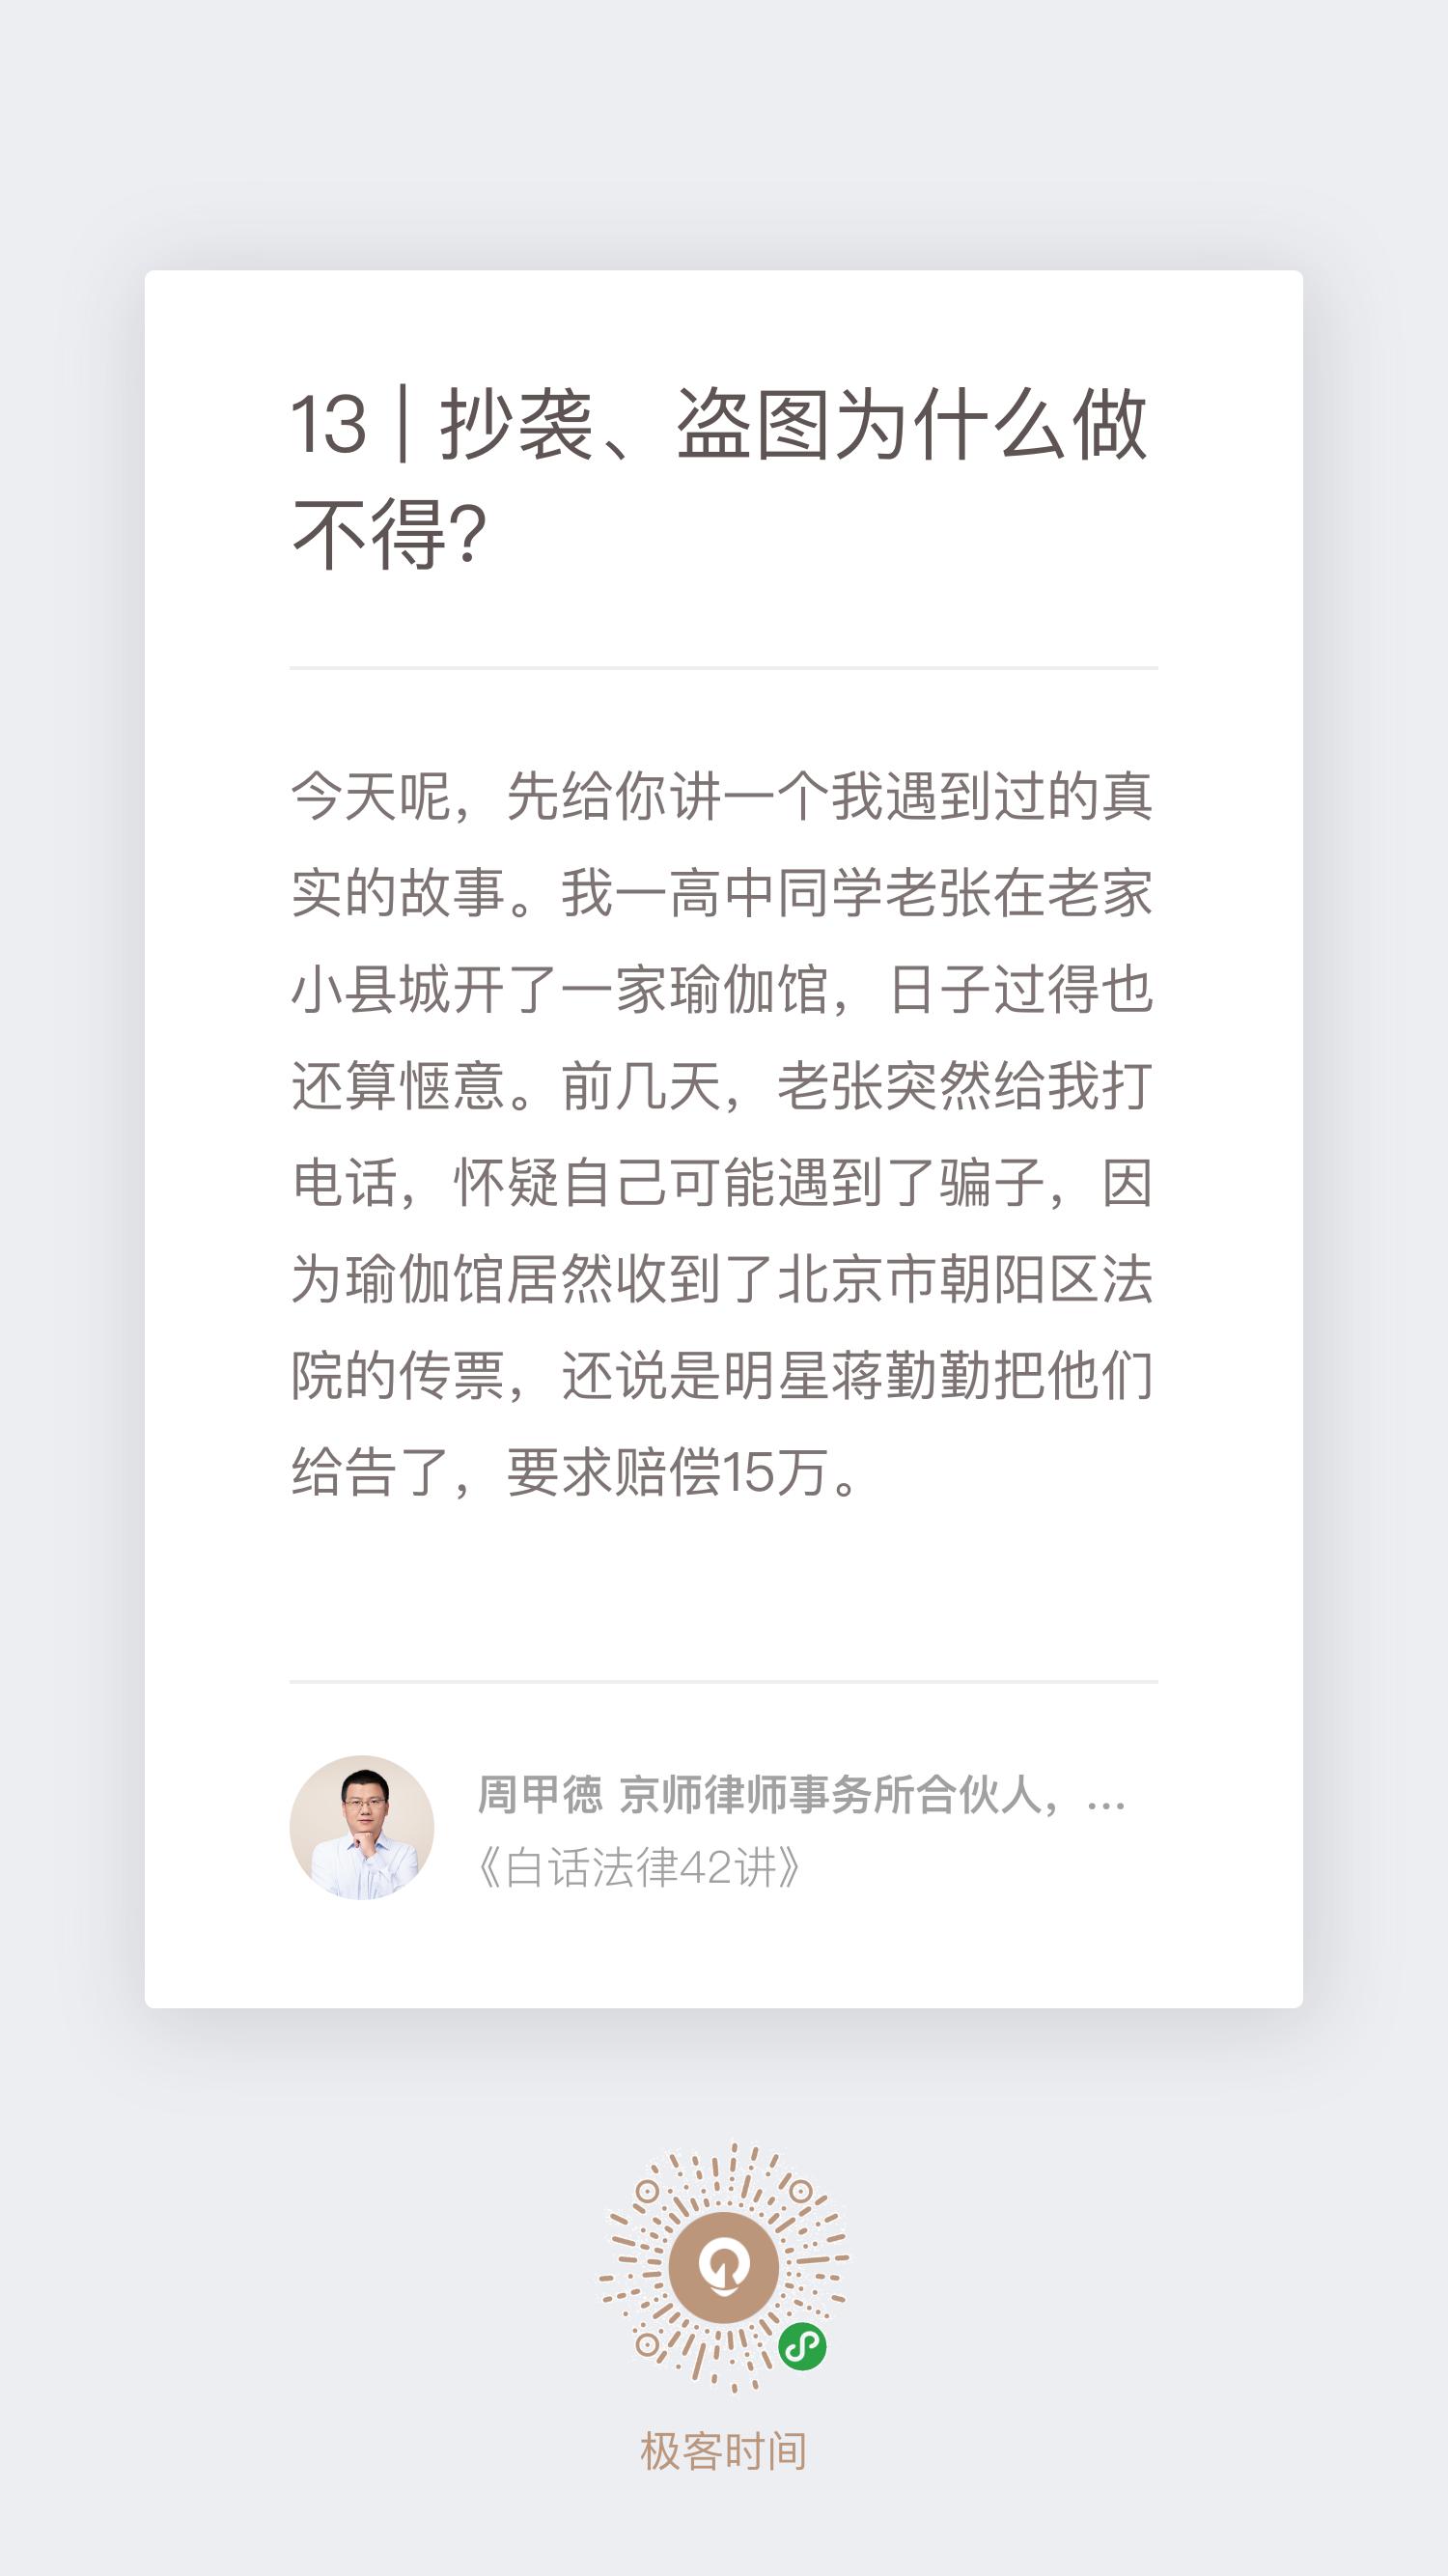 13 | 抄袭、盗图为什么做
不得?
今天呢，先给你讲一个我遇到过的真
实的故事。我一高中同学老张在老家
小县城开了一家瑜伽馆，日子过得也
还算惬意。前几天，老张突然给我打
电话，怀疑自己可能遇到了骗子，因
为瑜伽馆居然收到了北京市朝阳区法
院的传票，还说是明星蒋勤勤把他们
给告了，要求赔偿15万。
周甲德 京师律师事务所合伙人，...
《白话法律42讲》
极客时间